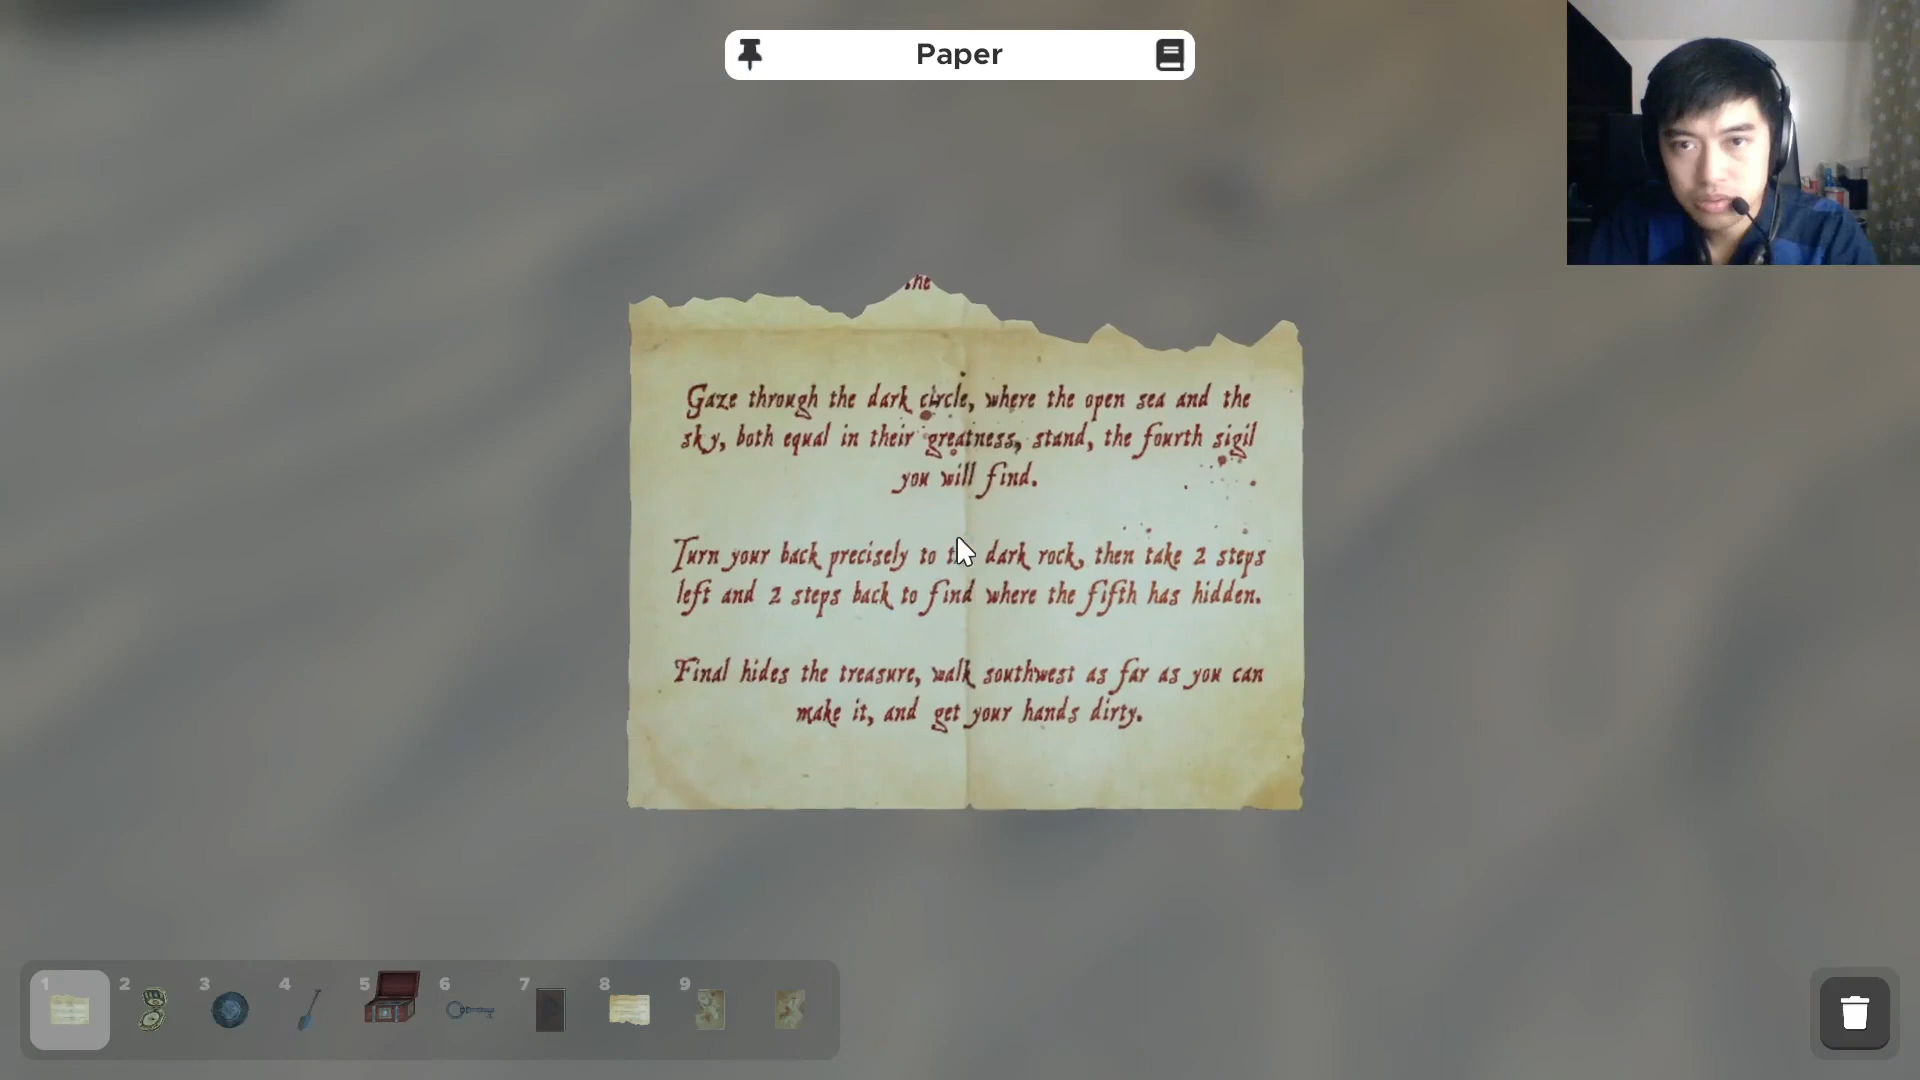 Paper
the
Gaze through the dark circle, where the open sea and the
sky, both equal in their greatness, stand, the fourth sigil
you will find.
Turn your back precisely to dark rock, then take 2 steps
left and 2 steps back to find where the fifth has hidden.
Final hides the treasure, walk southwest as far as you can
make it, and get your hands dirty.
1 2 3 4 5 6 7 8 9